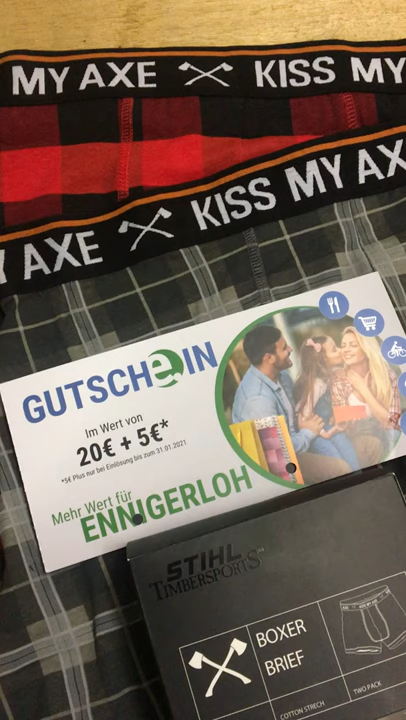 MY AXE KISS MY
AXE KISS MY AX
GUTSCHEIN
Im Wert von
20€ + 5€*
*5€ Plus nur bei Einlösung bis zum 31.01.2021
Mehr Wert für
ENNIGERLOH
STIHL
TIMBERSPORTS
BOXER
BRIEF
COTTON STRECH
TWO PACK